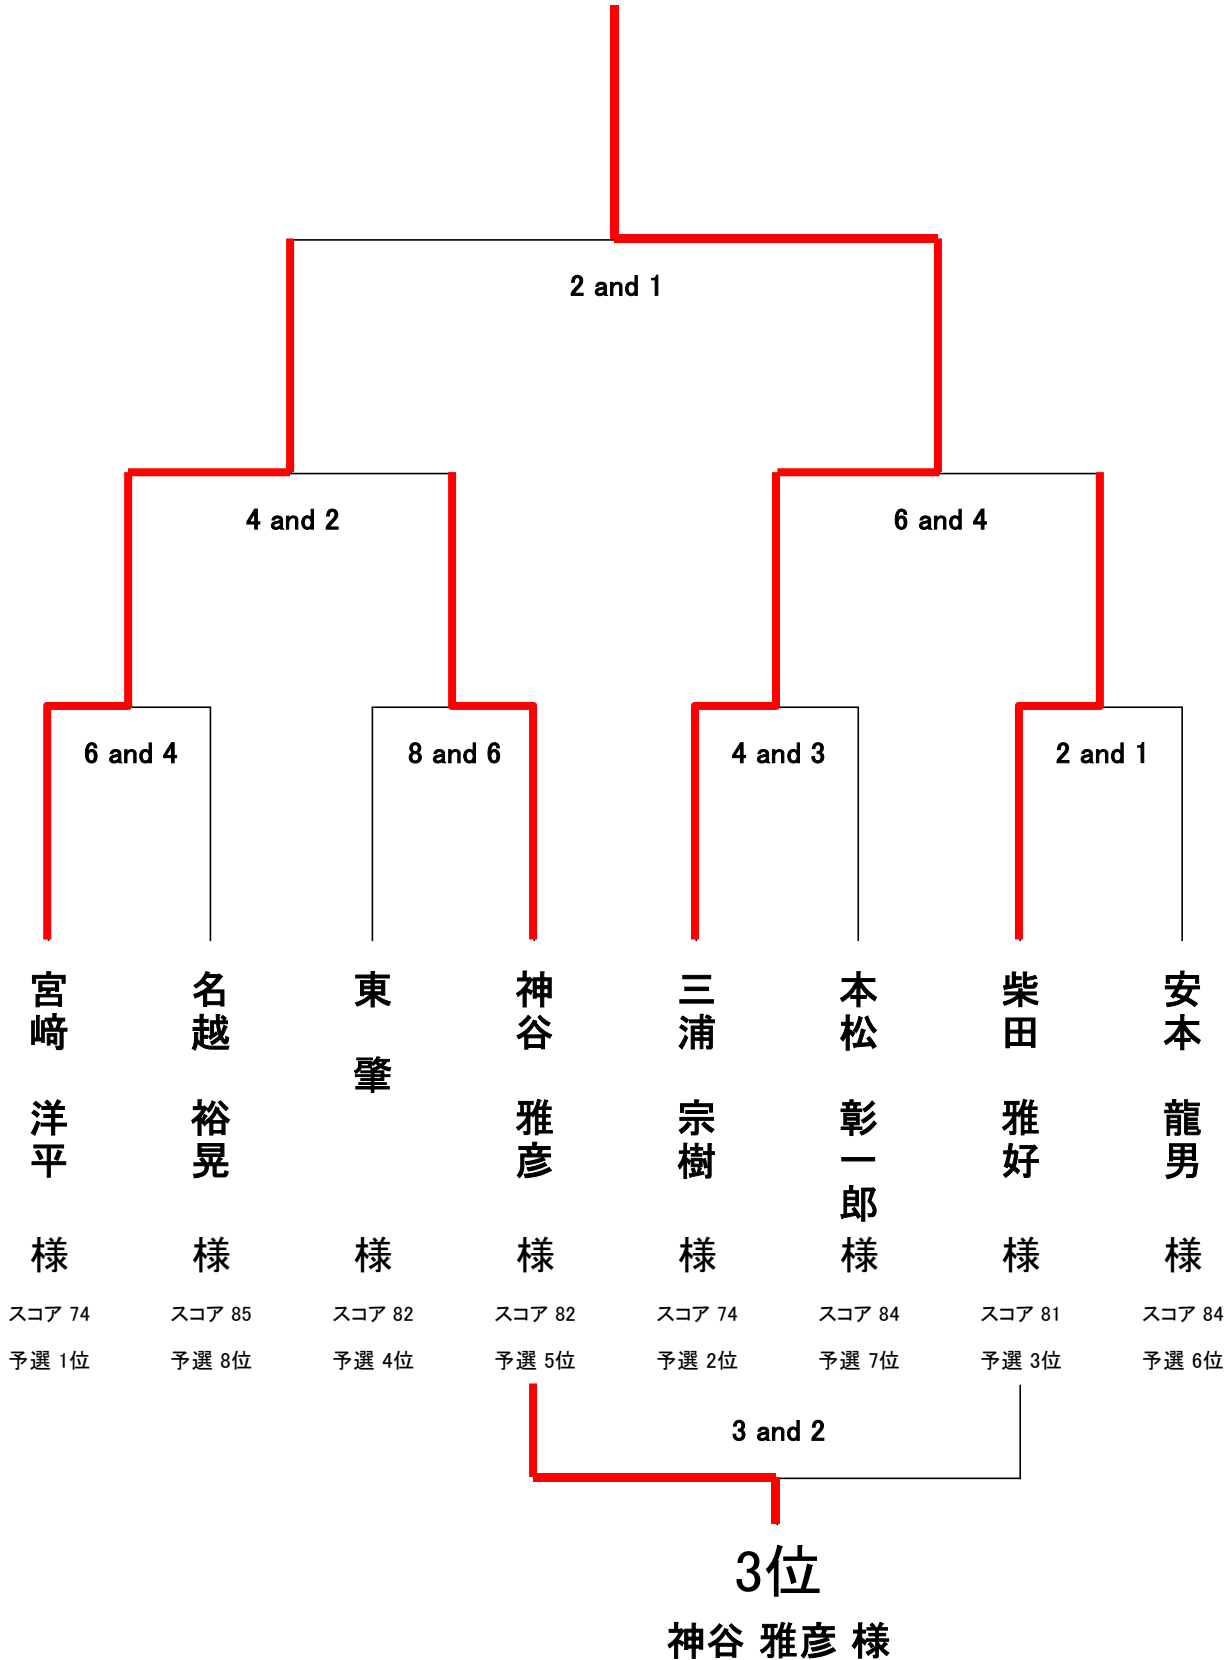 2 and 1
4 and 2
6 and 4
6 and 4
8 and 6
4 and 3
2 and 1
宮﨑 洋平 様
名越 裕晃 様
東 肇 様
神谷 雅彦 様
三浦 宗樹 様
本松 彰一郎 様
柴田 雅好 様
安本 龍男 様
スコア 74 スコア 85 スコア 82 スコア 82 スコア 74 スコア 84 スコア 81 スコア 84
予選 1位 予選 8位 予選 4位 予選 5位 予選 2位 予選 7位 予選 3位 予選 6位
3 and 2
3位
神谷 雅彦 様